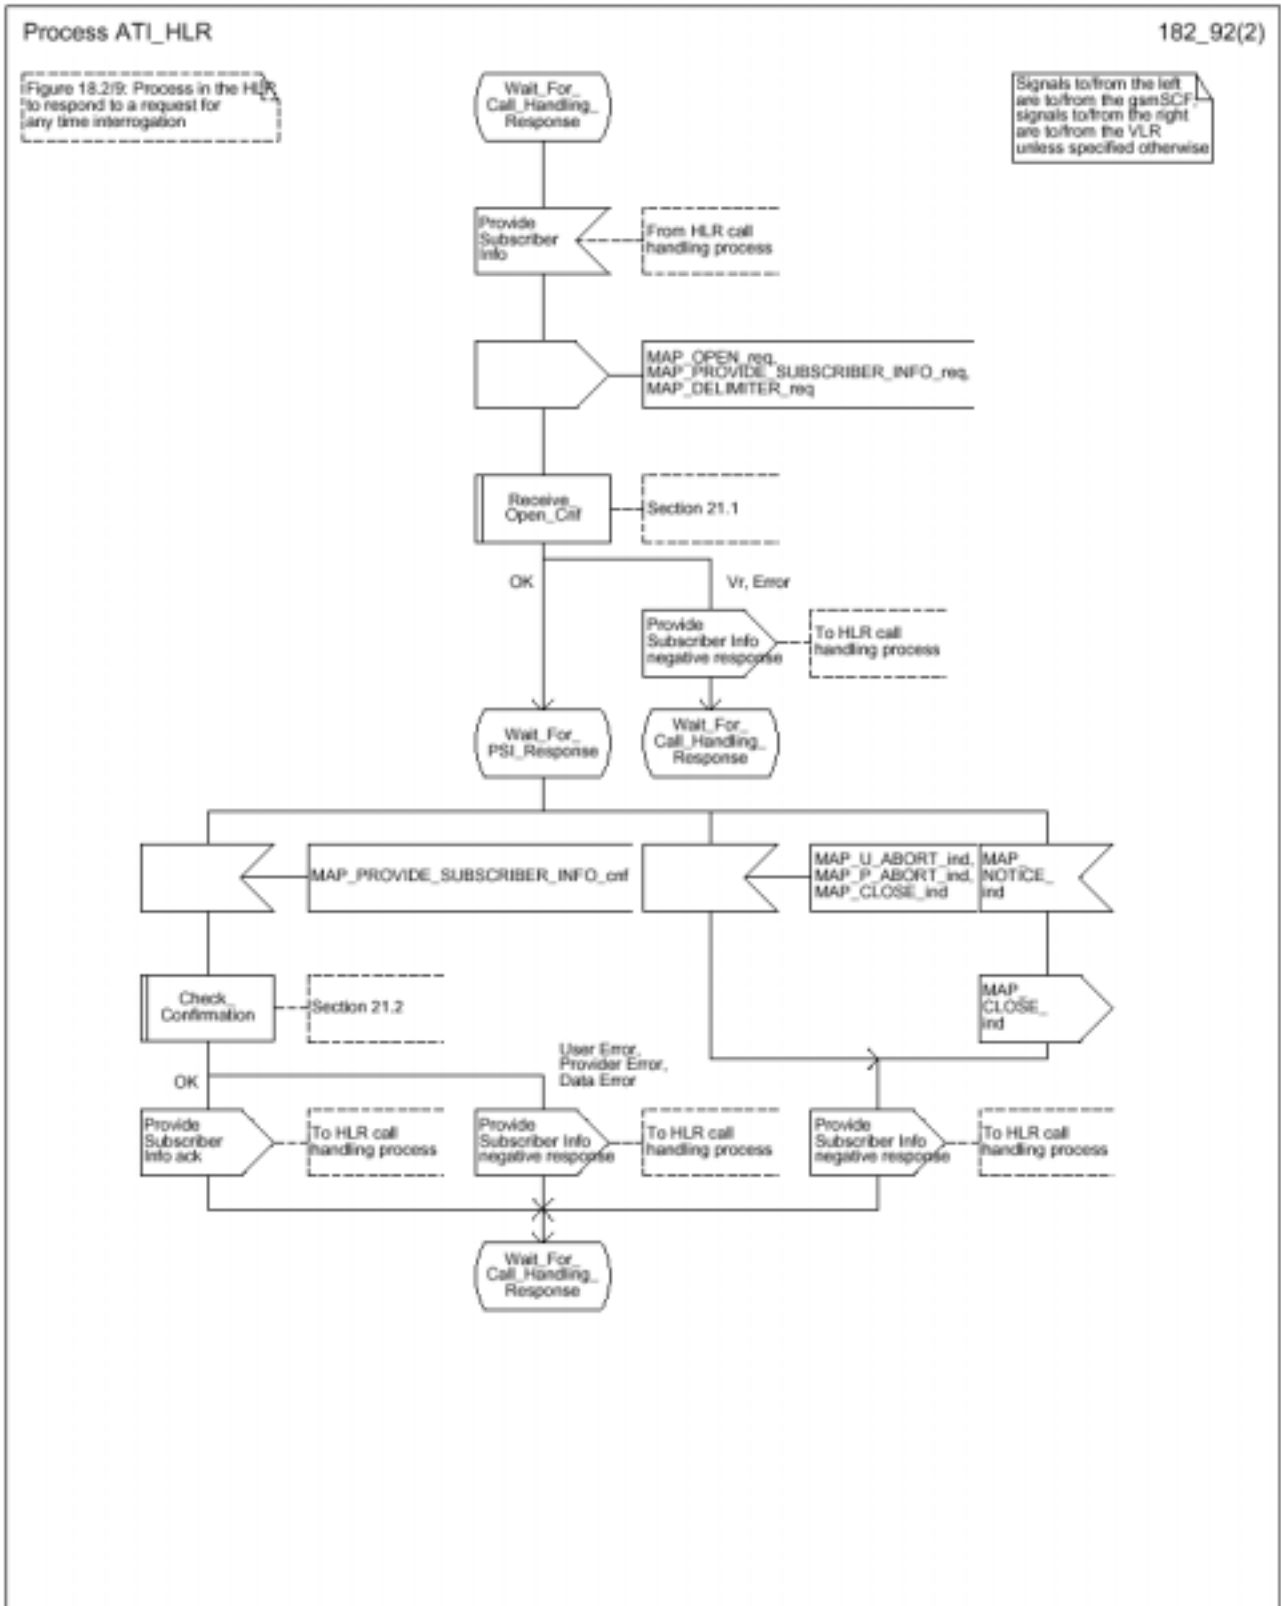 Process ATI_HLR
182_92(2)
Figure 18.2/9: Process in the HLR
to respond to a request for
any time interrogation
Wait_For_
Call_Handling_
Response
Signals to/from the left
are to/from the gsmSCF;
signals to/from the right
are to/from the VLR
unless specified otherwise
Provide
Subscriber
Info
From HLR call
handling process
MAP_OPEN_req,
MAP_PROVIDE_SUBSCRIBER_INFO_req,
MAP_DELIMITER_req
Receive_
Open_Cnf
Section 21.1
OK
Vr, Error
Provide
Subscriber Info
negative response
To HLR call
handling process
Wait_For_
PSI_Response
Wait_For_
Call_Handling_
Response
MAP_PROVIDE_SUBSCRIBER_INFO_cnf
MAP_U_ABORT_ind,
MAP_P_ABORT_ind,
MAP_CLOSE_ind
MAP_
NOTICE_
ind
Check_
Confirmation
Section 21.2
MAP_
CLOSE_
ind
OK
User Error,
Provider Error,
Data Error
Provide
Subscriber
Info ack
To HLR call
handling process
Provide
Subscriber Info
negative response
To HLR call
handling process
Provide
Subscriber Info
negative response
To HLR call
handling process
Wait_For_
Call_Handling_
Response